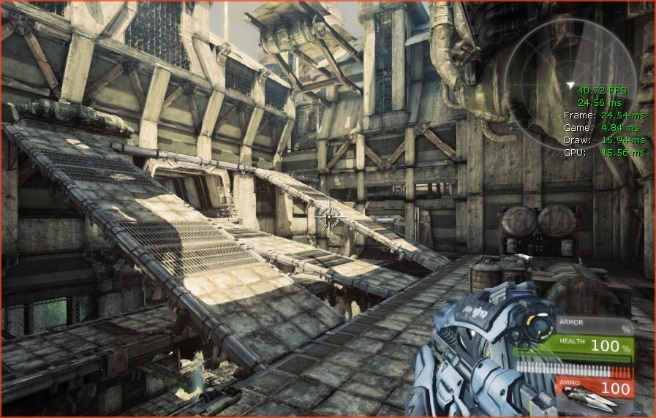 40.72 FPS
24.56 ms
Frame: 24.54 ms
Game: 4.84 ms
Draw: 15.94 ms
GPU: 15.56 ms
ARMOR
%
HEALTH 100 %
AMMO 100